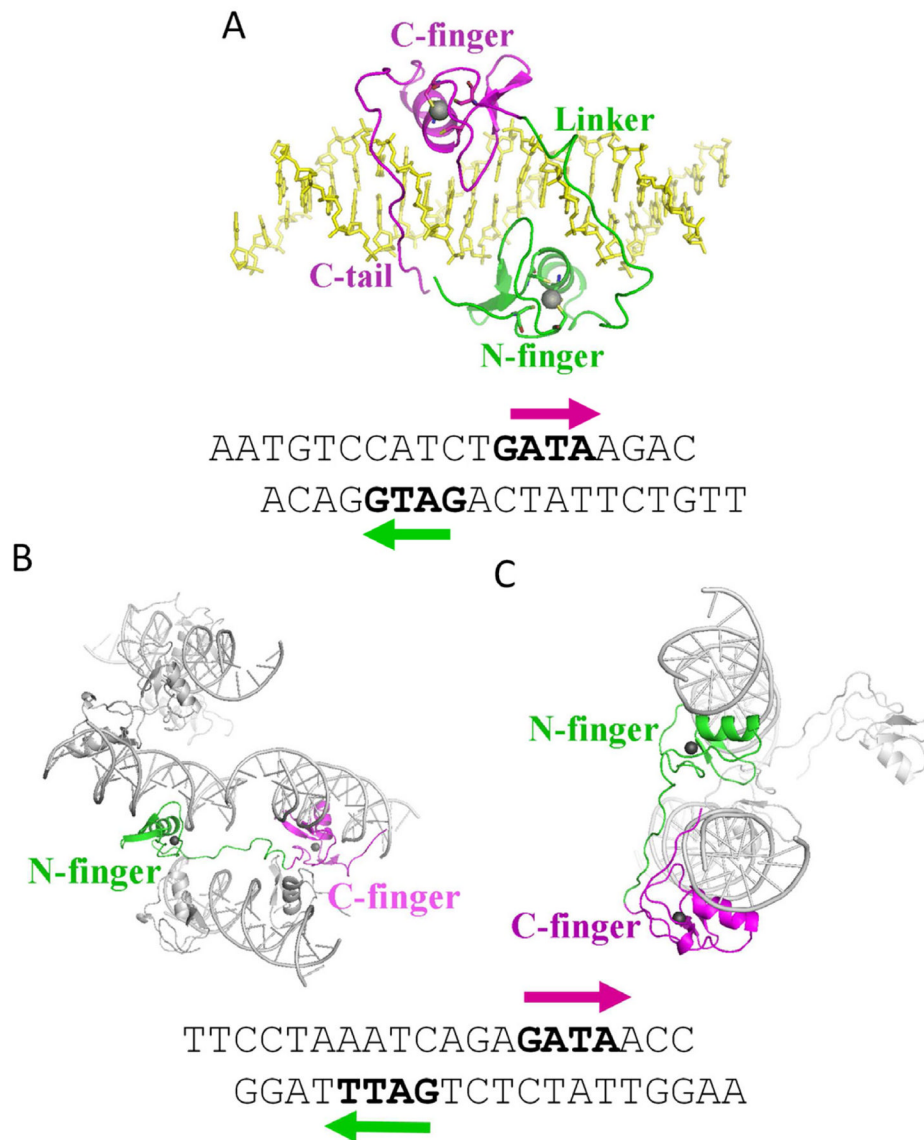 A
C-finger
Linker
C-tail
N-finger
AATGTCCATCTGATAAGAC
ACAGGTAGACTATTCTGTT
B
C
N-finger
C-finger
N-finger
C-finger
TTCCTAAATCAGAGATAACC
GGATTTAGTCTCTATTGGAA